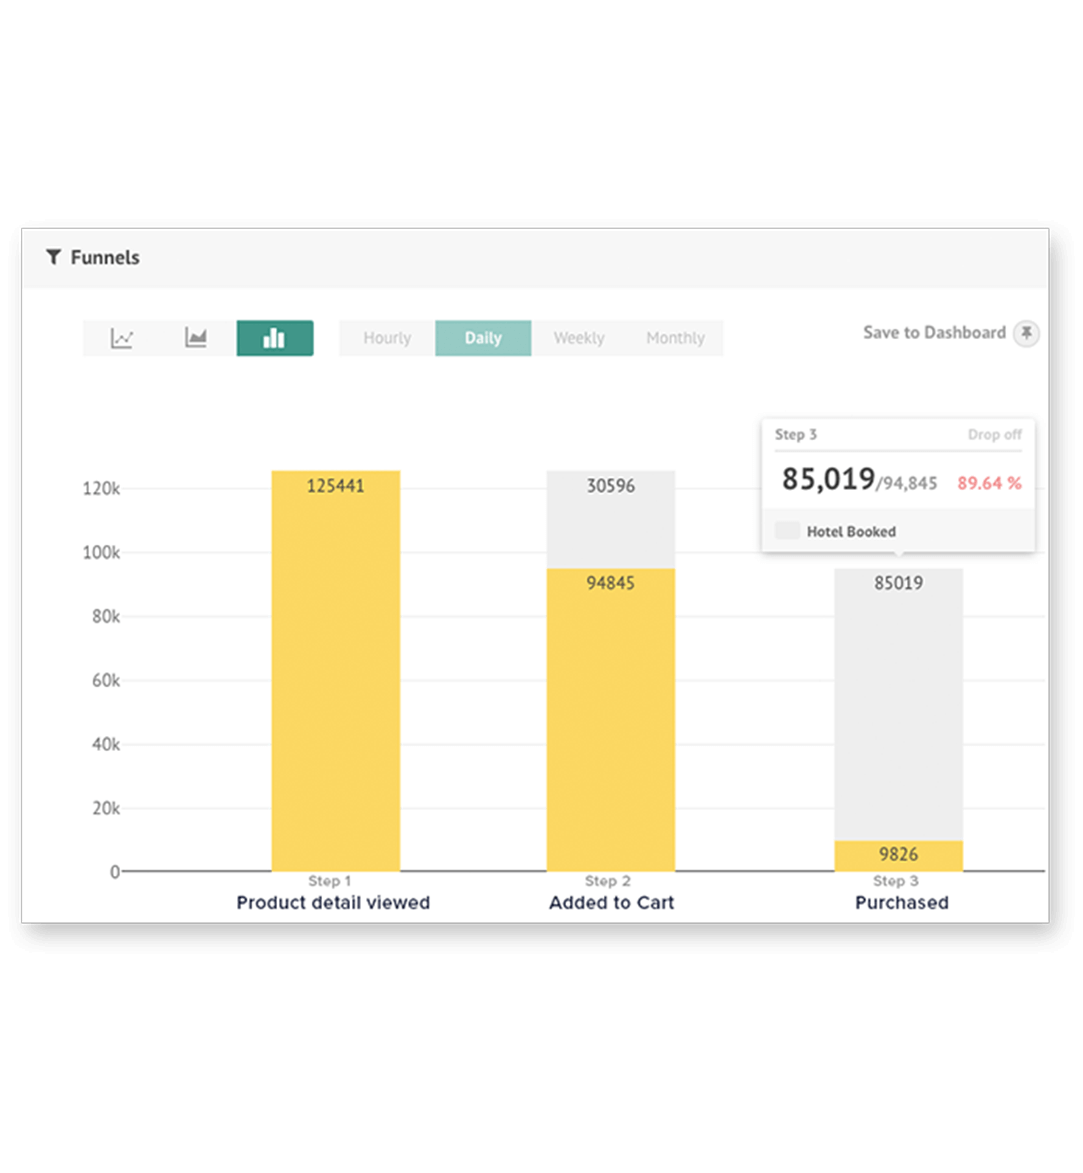 Funnels
Hourly Daily Weekly Monthly Save to Dashboard
Step 3 Drop off
85,019/94,845 89.64 %
Hotel Booked
120k
100k
80k
60k
40k
20k
0
125441
30596
94845
85019
9826
Step 1
Product detail viewed
Step 2
Added to Cart
Step 3
Purchased